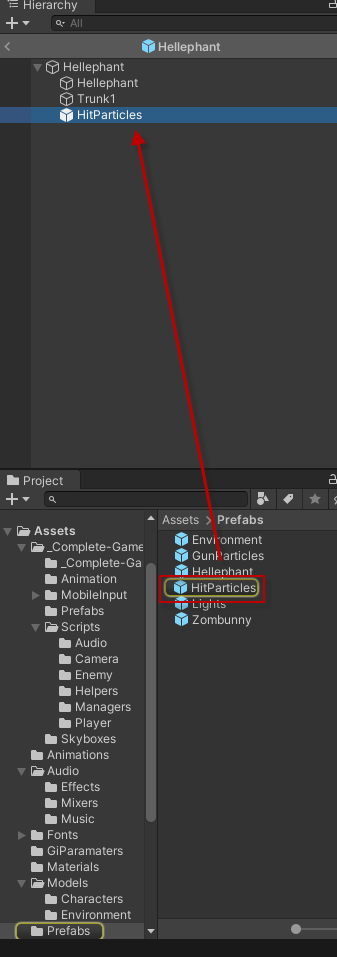 Hierarchy
All
Hellephant
Hellephant
Hellephant
Trunk1
HitParticles
Project
Assets
_Complete-Game
_Complete-Ga
Animation
MobileInput
Prefabs
Scripts
Audio
Camera
Enemy
Helpers
Managers
Player
Skyboxes
Animations
Audio
Effects
Mixers
Music
Fonts
GiParamaters
Materials
Models
Characters
Environment
Prefabs
Assets > Prefabs
Environment
GunParticles
Hellephant
HitParticles
Lights
Zombunny